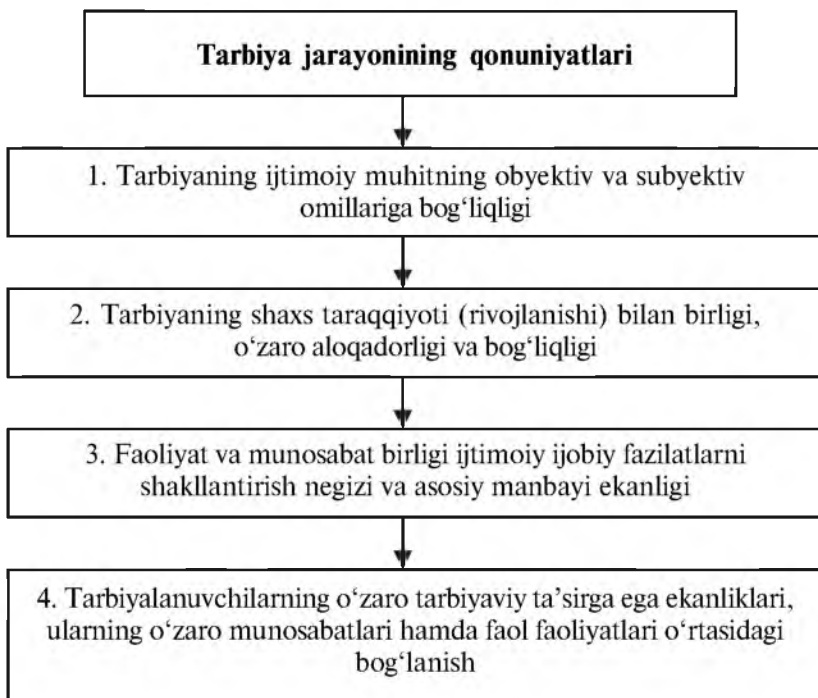 Tarbiya jarayonining qonuniyatlari
1. Tarbiyaning ijtimoiy muhitning obyektiv va subyektiv
omillariga bog‘liqligi
2. Tarbiyaning shaxs taraqqiyoti (rivojlanishi) bilan birligi,
o‘zaro aloqadorligi va bog‘liqligi
3. Faoliyat va munosabat birligi ijtimoiy ijobiy fazilatlarni
shakllantirish negizi va asosiy manbayi ekanligi
4. Tarbiyalanuvchilarning o‘zaro tarbiyaviy ta’sirga ega ekanliklari,
ularning o‘zaro munosabatlari hamda faol faoliyatlari o‘rtasidagi
bog‘lanish